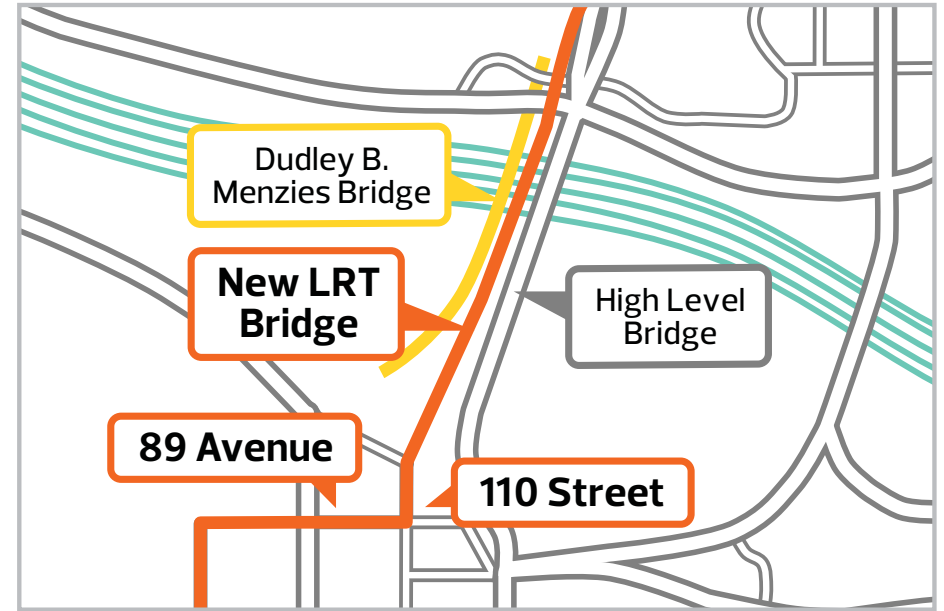 Dudley B.
Menzies Bridge
New LRT
Bridge
High Level
Bridge
89 Avenue
110 Street